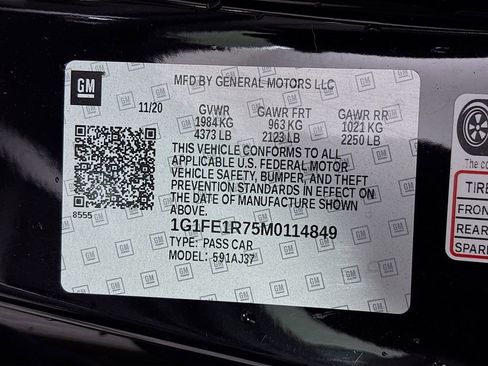 GM
MFD BY GENERAL MOTORS LLC
11/20 GVWR GAWR FRT GAWR RR
1984 KG 963 KG 1021 KG
4373 LB 2123 LB 2250 LB
THIS VEHICLE CONFORMS TO ALL
APPLICABLE U.S. FEDERAL MOTOR
VEHICLE SAFETY, BUMPER, AND THEFT
PREVENTION STANDARDS IN EFFECT ON
THE DATE OF MANUFACTURE SHOWN
ABOVE.
8555
1G1FE1R75M0114849
TYPE: PASS CAR
MODEL: 591AJ37
The co
TIRE
FRON
REAR
SPAR